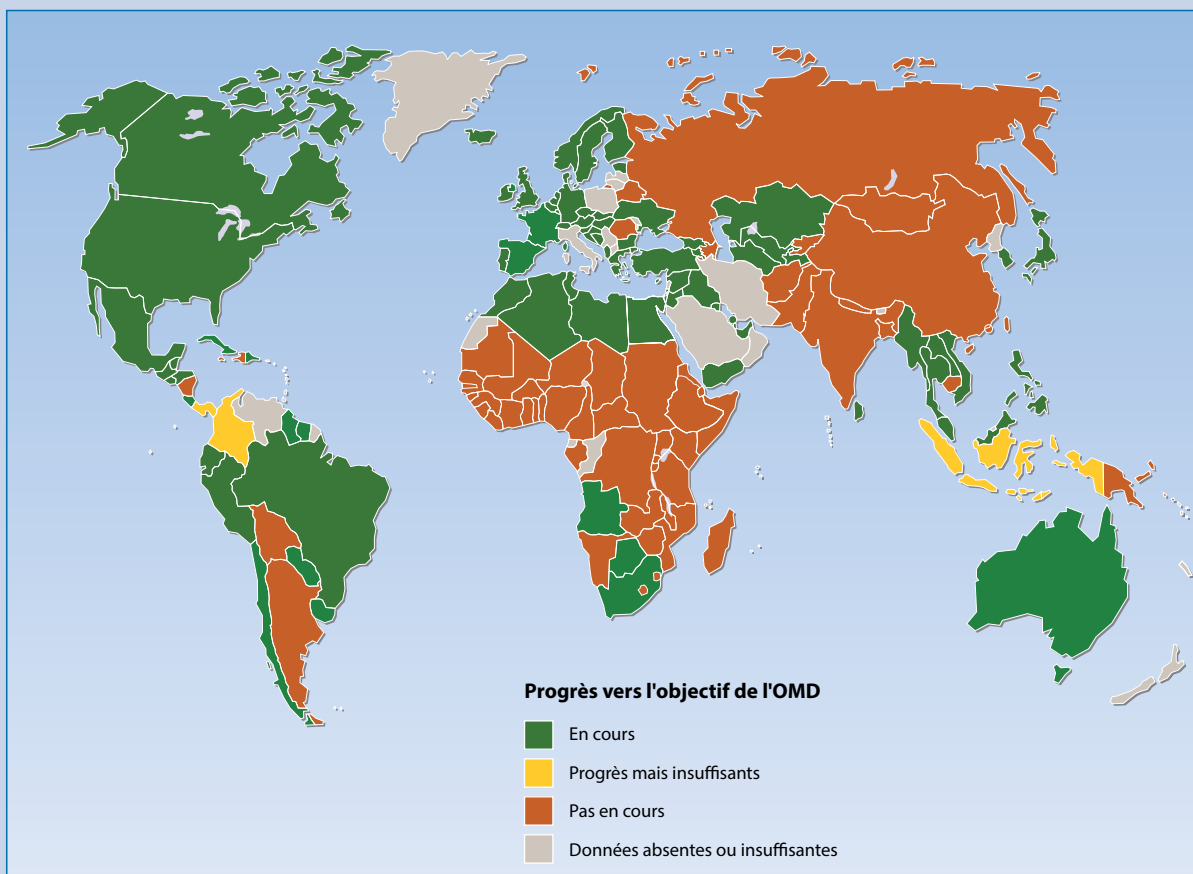 Progrès vers l'objectif de l'OMD
En cours
Progrès mais insuffisants
Pas en cours
Données absentes ou insuffisantes